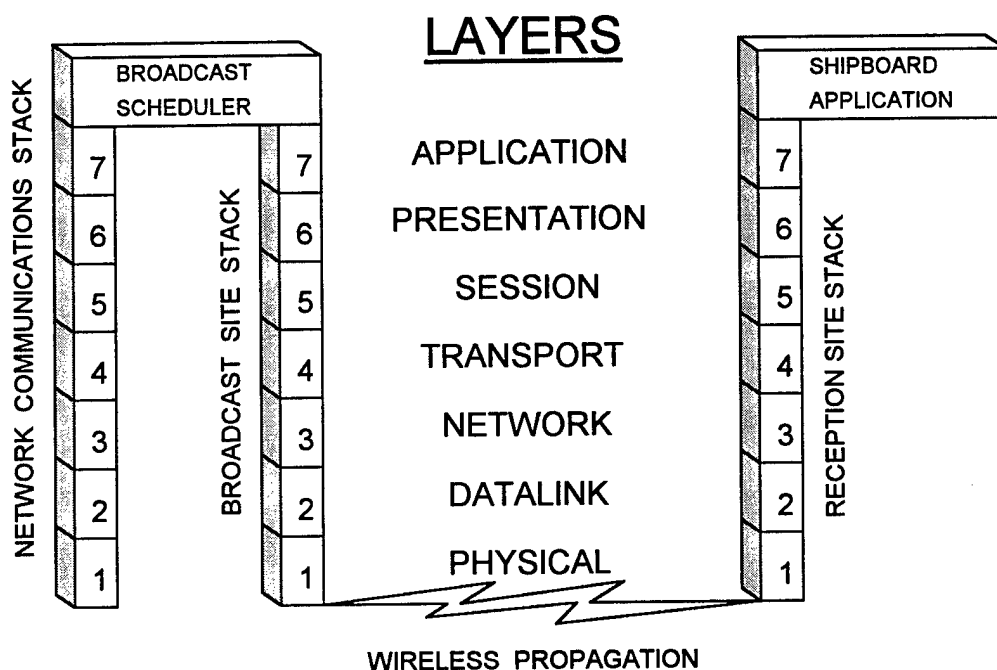 LAYERS
NETWORK COMMUNICATIONS STACK
BROADCAST
SCHEDULER
7
6
5
4
3
2
1
BROADCAST SITE STACK
7
6
5
4
3
2
1
APPLICATION
PRESENTATION
SESSION
TRANSPORT
NETWORK
DATALINK
PHYSICAL
SHIPBOARD
APPLICATION
7
6
5
4
3
2
1
RECEPTION SITE STACK
WIRELESS PROPAGATION